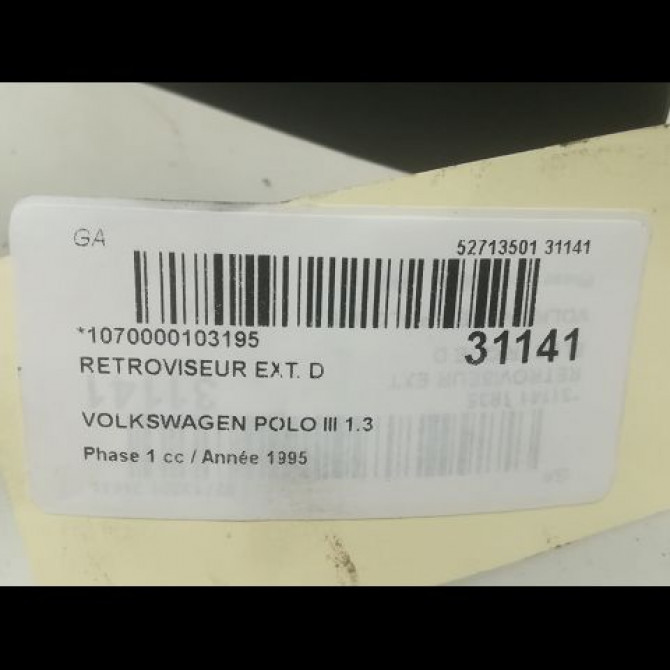 GA
52713501 31141
*1070000103195
31141
RETROVISEUR EXT. D
VOLKSWAGEN POLO III 1.3
Phase 1 cc / Année 1995